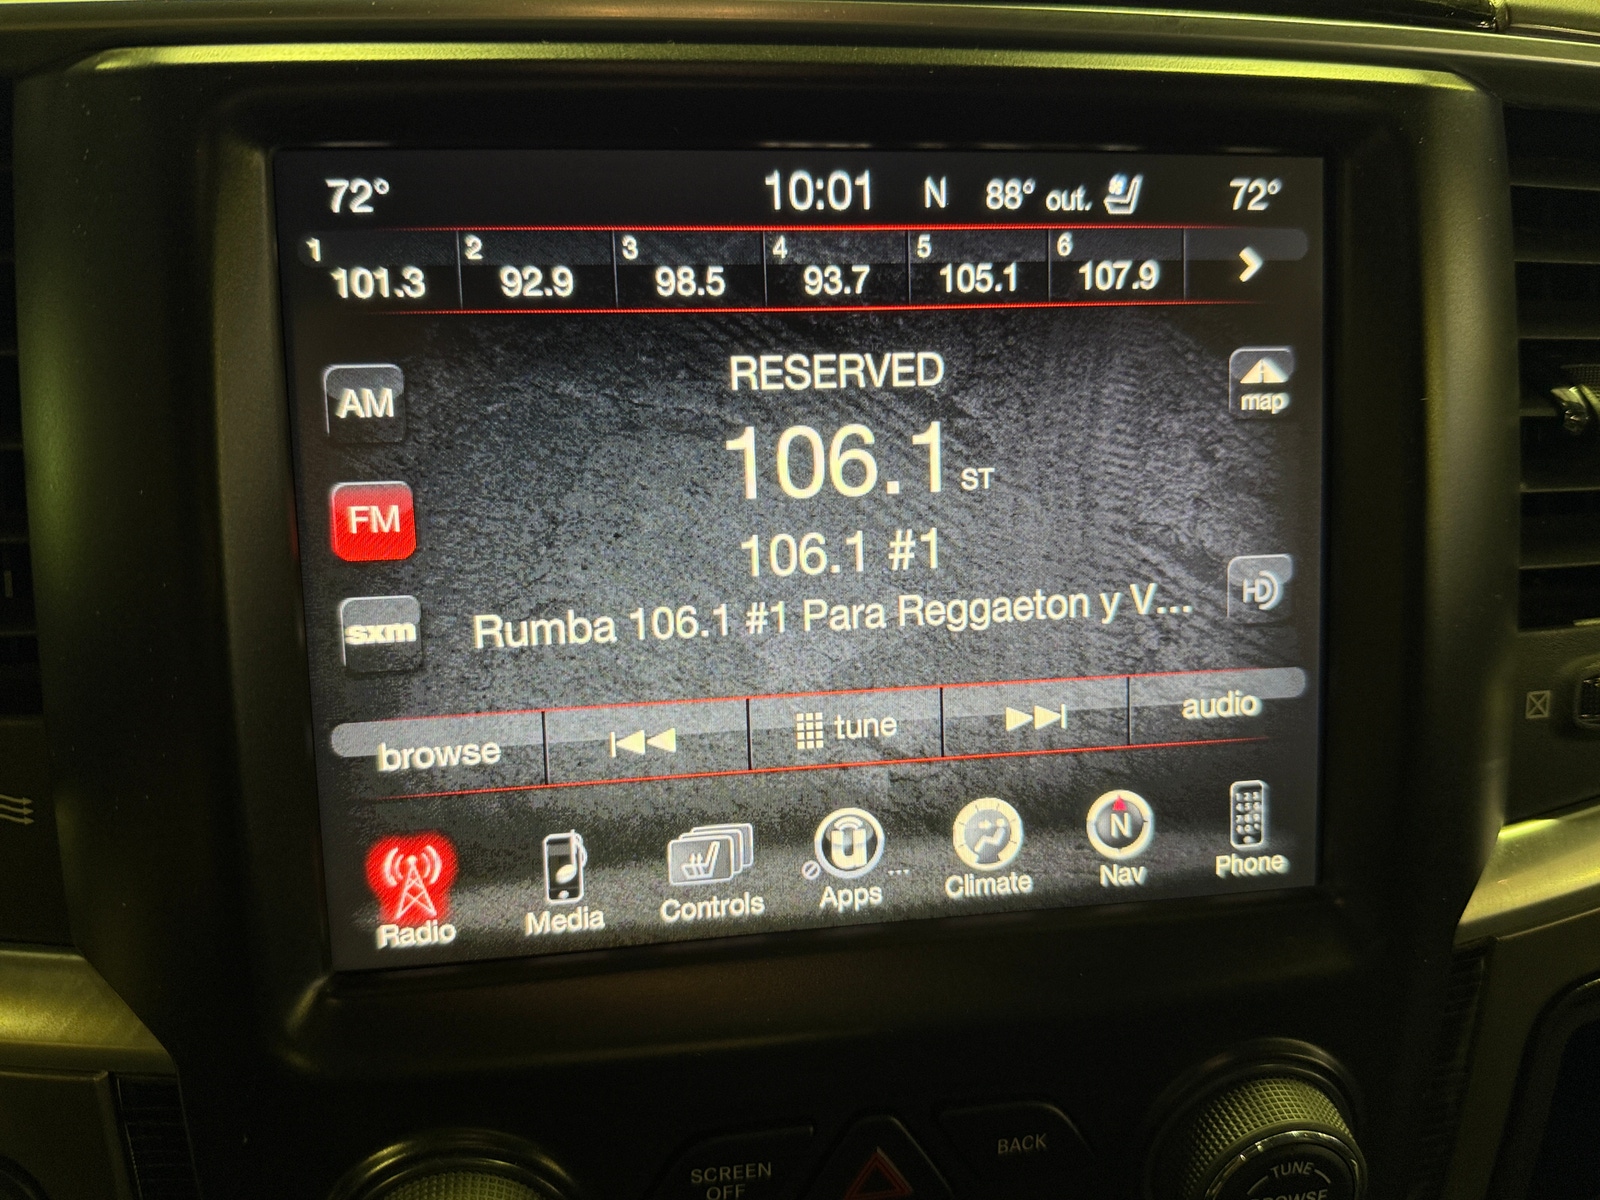 72° 10:01 N 88° out. 72°
1 2 3 4 5 6
101.3 92.9 98.5 93.7 105.1 107.9
RESERVED
AM
map
106.1 ST
FM
106.1 #1
HD
sxm
Rumba 106.1 #1 Para Reggaeton y V...
browse tune audio
Radio Media Controls Apps ... Climate N Nav Phone
SCREEN
OFF
BACK
TUNE
BROWSE